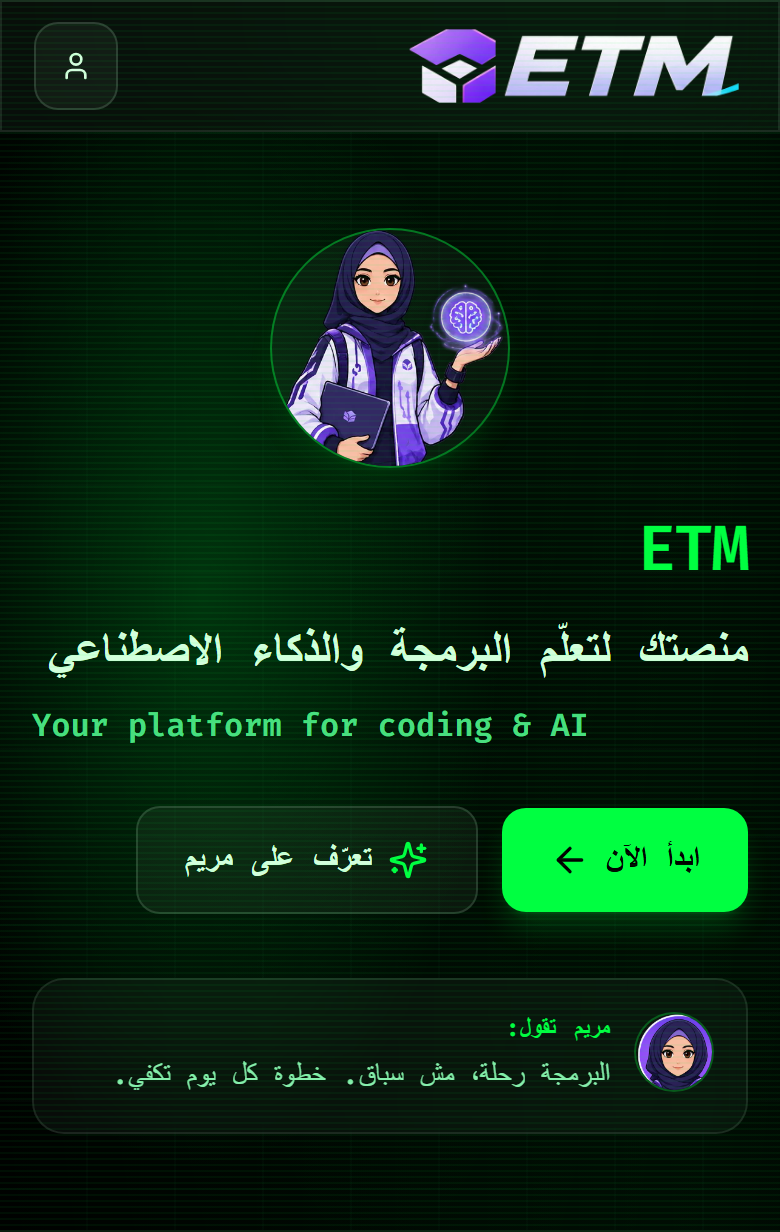 ETM
ETM
منصتك لتعلّم البرمجة والذكاء الاصطناعي
Your platform for coding & AI
ابدأ الآن
تعرّف على مريم
مريم تقول:
البرمجة رحلة، مش سباق. خطوة كل يوم تكفي.